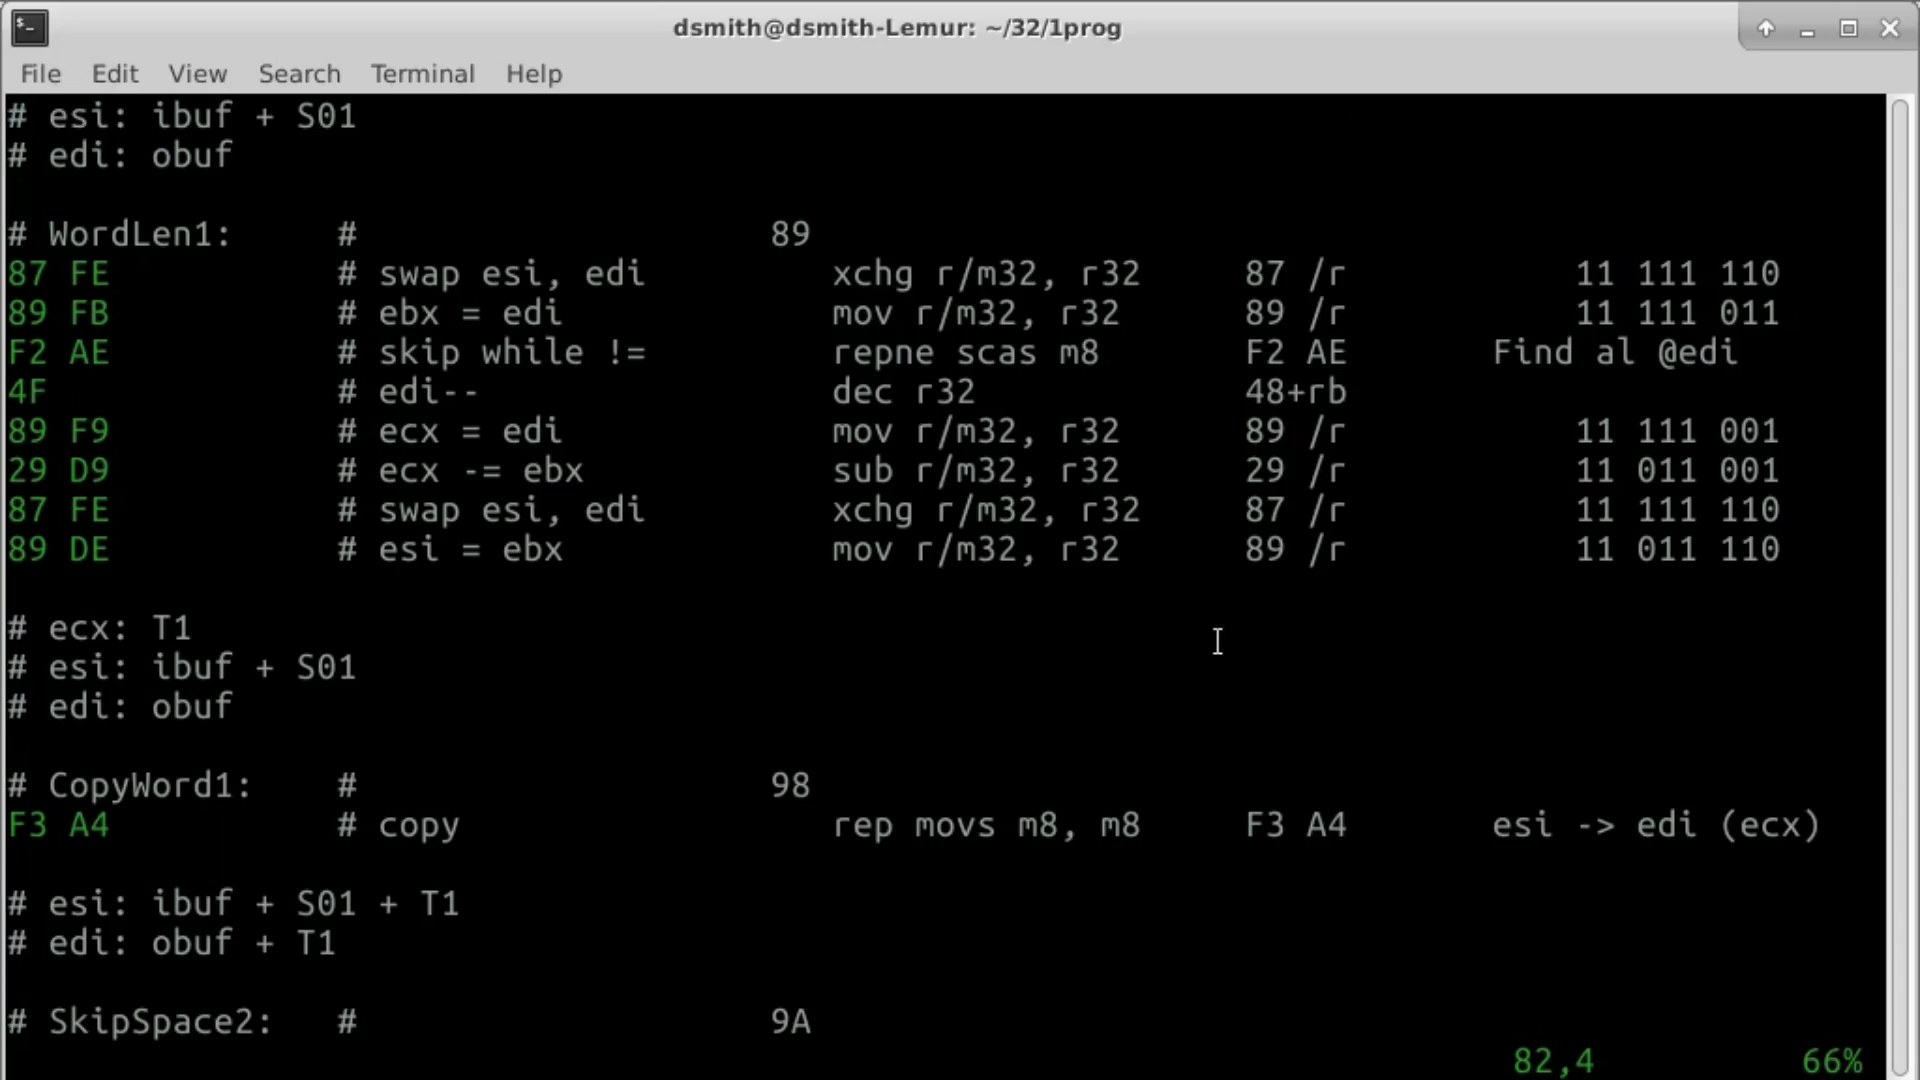 dsmith@dsmith-Lemur: ~/32/1prog
File Edit View Search Terminal Help
# esi: ibuf + S01
# edi: obuf
# WordLen1: # 89
87 FE # swap esi, edi xchg r/m32, r32 87 /r 11 111 110
89 FB # ebx = edi mov r/m32, r32 89 /r 11 111 011
F2 AE # skip while != repne scas m8 F2 AE Find al @edi
4F # edi-- dec r32 48+rb
89 F9 # ecx = edi mov r/m32, r32 89 /r 11 111 001
29 D9 # ecx -= ebx sub r/m32, r32 29 /r 11 011 001
87 FE # swap esi, edi xchg r/m32, r32 87 /r 11 111 110
89 DE # esi = ebx mov r/m32, r32 89 /r 11 011 110
# ecx: T1
# esi: ibuf + S01
# edi: obuf
# CopyWord1: # 98
F3 A4 # copy rep movs m8, m8 F3 A4 esi -> edi (ecx)
# esi: ibuf + S01 + T1
# edi: obuf + T1
# SkipSpace2: # 9A
82,4 66%